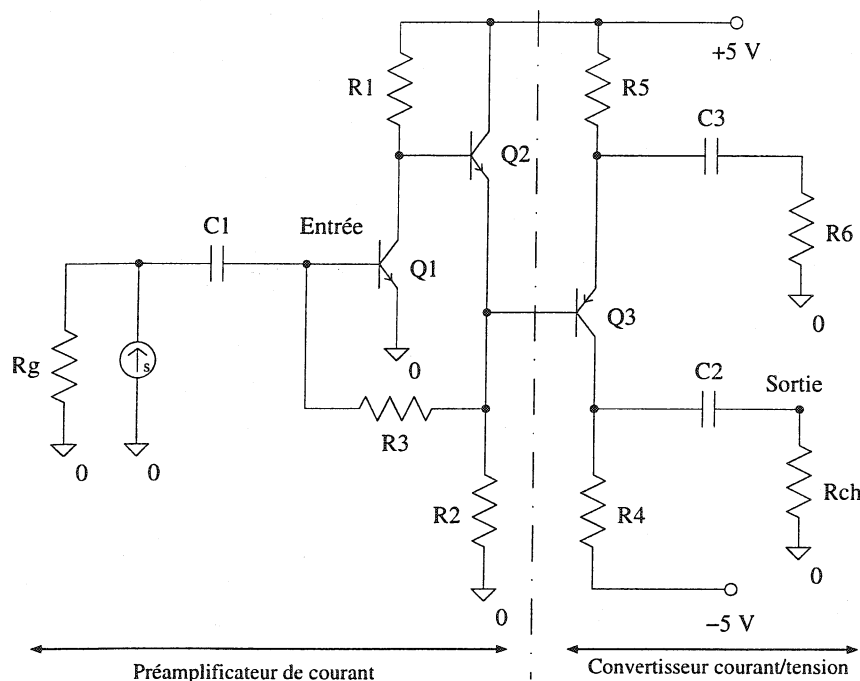 +5 V
R1
R5
C3
Q2
C1
Entrée
R6
Q1
Q3
0
Rg
s
0
C2
Sortie
R3
0
0
R2
R4
Rch
0
0
−5 V
Préamplificateur de courant
Convertisseur courant/tension